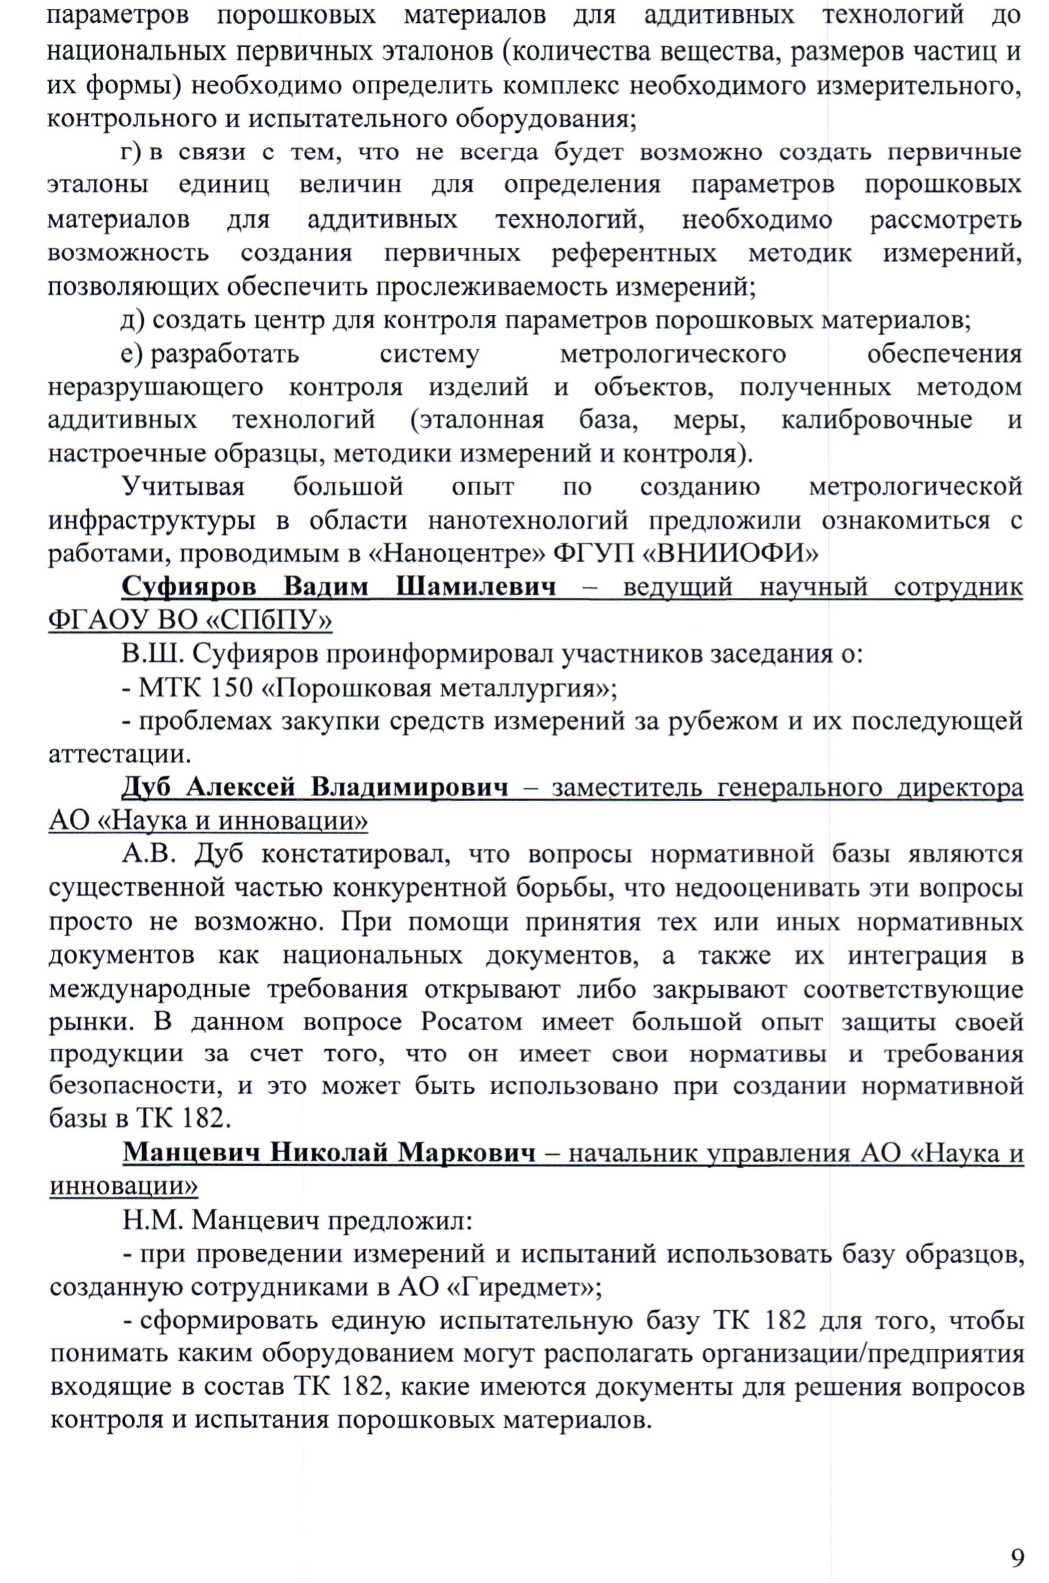 параметров порошковых материалов для аддитивных технологий до
национальных первичных эталонов (количества вещества, размеров частиц и
их формы) необходимо определить комплекс необходимого измерительного,
контрольного и испытательного оборудования;
г) в связи с тем, что не всегда будет возможно создать первичные
эталоны единиц величин для определения параметров порошковых
материалов для аддитивных технологий, необходимо рассмотреть
возможность создания первичных референтных методик измерений,
позволяющих обеспечить прослеживаемость измерений;
д) создать центр для контроля параметров порошковых материалов;
е) разработать систему метрологического обеспечения
неразрушающего контроля изделий и объектов, полученных методом
аддитивных технологий (эталонная база, меры, калибровочные и
настроечные образцы, методики измерений и контроля).
Учитывая большой опыт по созданию метрологической
инфраструктуры в области нанотехнологий предложили ознакомиться с
работами, проводимым в «Наноцентре» ФГУП «ВНИИОФИ»
Суфияров Вадим Шамилевич – ведущий научный сотрудник
ФГАОУ ВО «СПбПУ»
В.Ш. Суфияров проинформировал участников заседания о:
- МТК 150 «Порошковая металлургия»;
- проблемах закупки средств измерений за рубежом и их последующей
аттестации.
Дуб Алексей Владимирович – заместитель генерального директора
АО «Наука и инновации»
А.В. Дуб констатировал, что вопросы нормативной базы являются
существенной частью конкурентной борьбы, что недооценивать эти вопросы
просто не возможно. При помощи принятия тех или иных нормативных
документов как национальных документов, а также их интеграция в
международные требования открывают либо закрывают соответствующие
рынки. В данном вопросе Росатом имеет большой опыт защиты своей
продукции за счет того, что он имеет свои нормативы и требования
безопасности, и это может быть использовано при создании нормативной
базы в ТК 182.
Манцевич Николай Маркович – начальник управления АО «Наука и
инновации»
Н.М. Манцевич предложил:
- при проведении измерений и испытаний использовать базу образцов,
созданную сотрудниками в АО «Гиредмет»;
- сформировать единую испытательную базу ТК 182 для того, чтобы
понимать каким оборудованием могут располагать организации/предприятия
входящие в состав ТК 182, какие имеются документы для решения вопросов
контроля и испытания порошковых материалов.
9